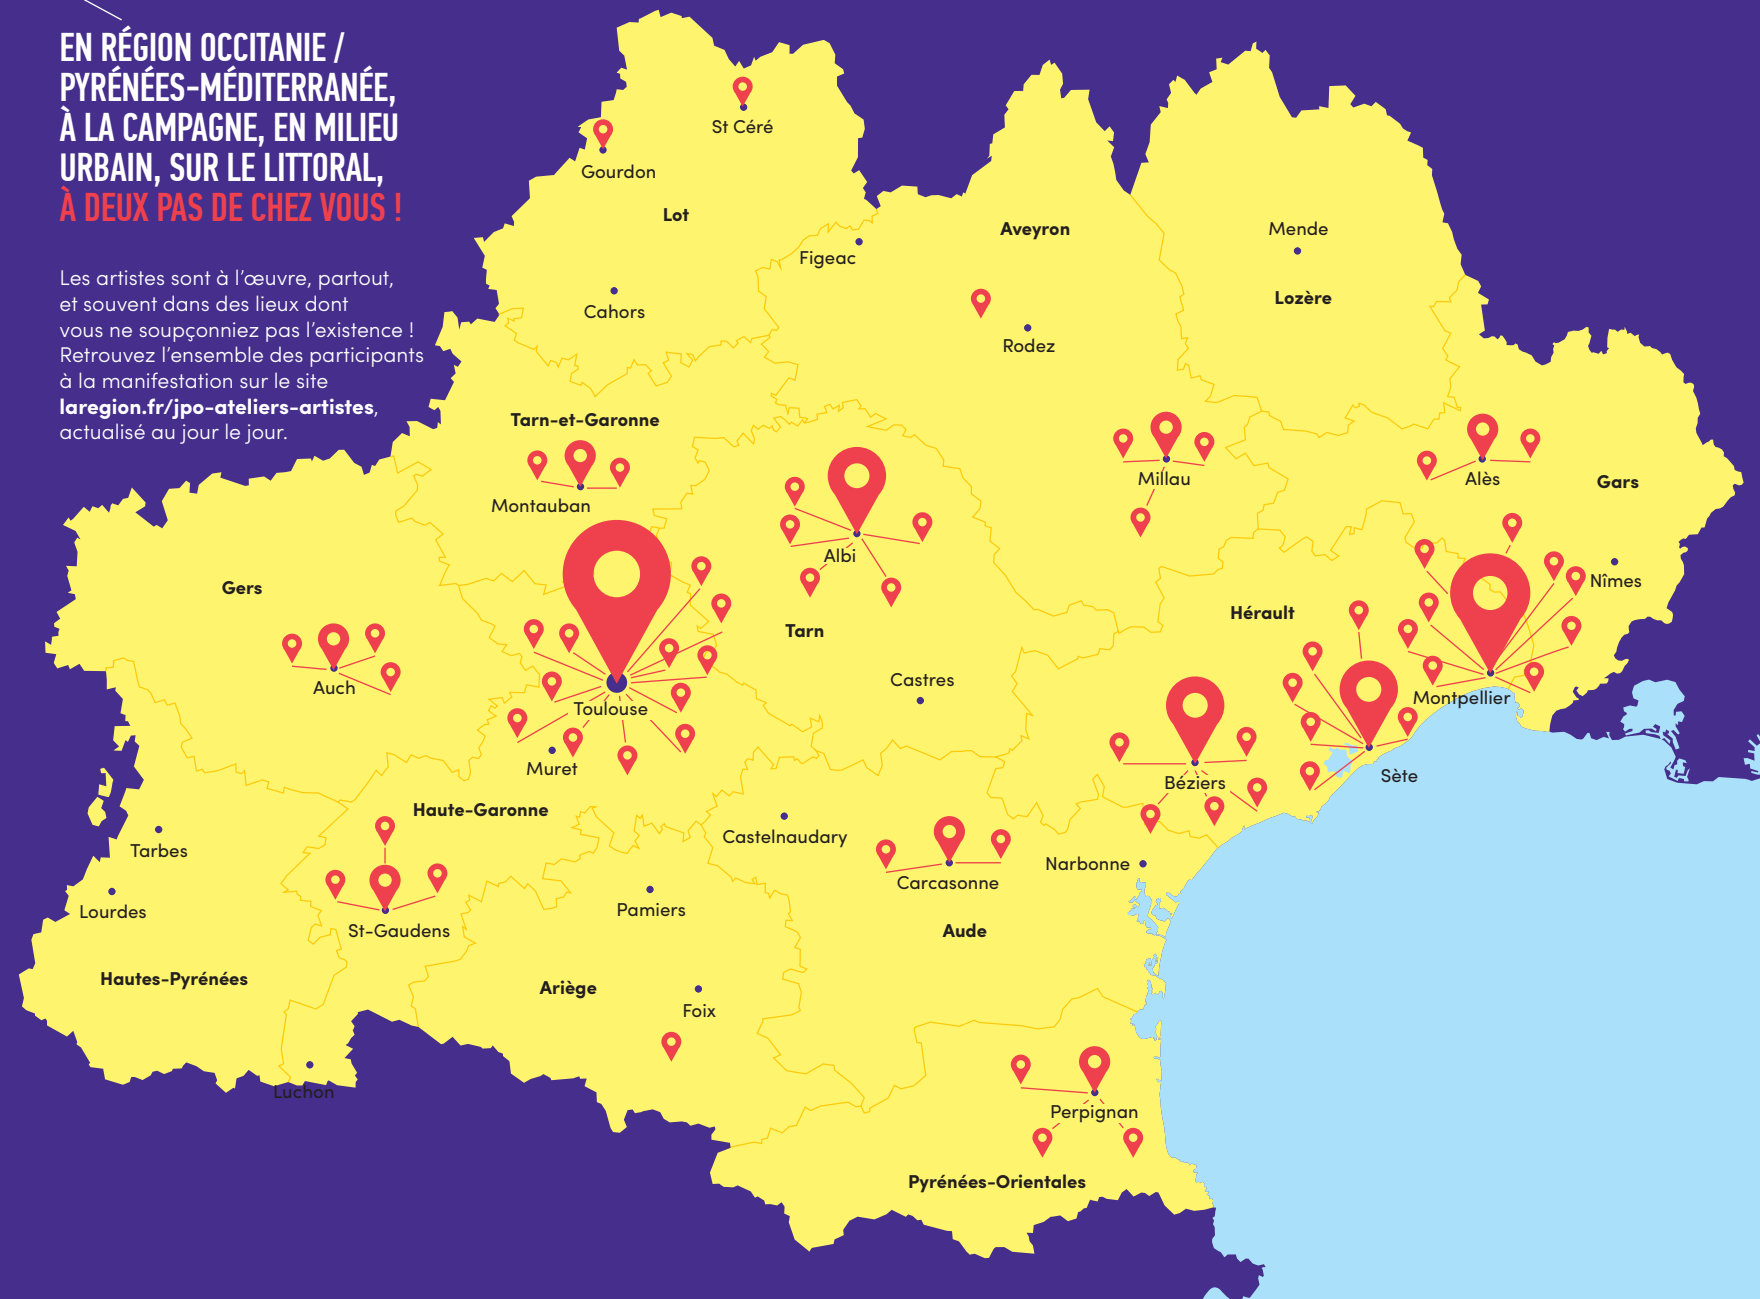 EN RÉGION OCCITANIE /
PYRÉNÉES-MÉDITERRANÉE,
À LA CAMPAGNE, EN MILIEU
URBAIN, SUR LE LITTORAL,
À DEUX PAS DE CHEZ VOUS !
Les artistes sont à l’œuvre, partout,
et souvent dans des lieux dont
vous ne soupçonniez pas l’existence !
Retrouvez l’ensemble des participants
à la manifestation sur le site
laregion.fr/jpo-ateliers-artistes,
actualisé au jour le jour.
St Céré
Gourdon
Lot
Figeac
Cahors
Aveyron
Rodez
Mende
Lozère
Tarn-et-Garonne
Montauban
Albi
Millau
Alès
Gars
Nîmes
Gers
Auch
Toulouse
Muret
Tarn
Castres
Hérault
Montpellier
Béziers
Sète
Haute-Garonne
Tarbes
Lourdes
St-Gaudens
Castelnaudary
Carcasonne
Narbonne
Pamiers
Aude
Hautes-Pyrénées
Ariège
Foix
Luchon
Perpignan
Pyrénées-Orientales